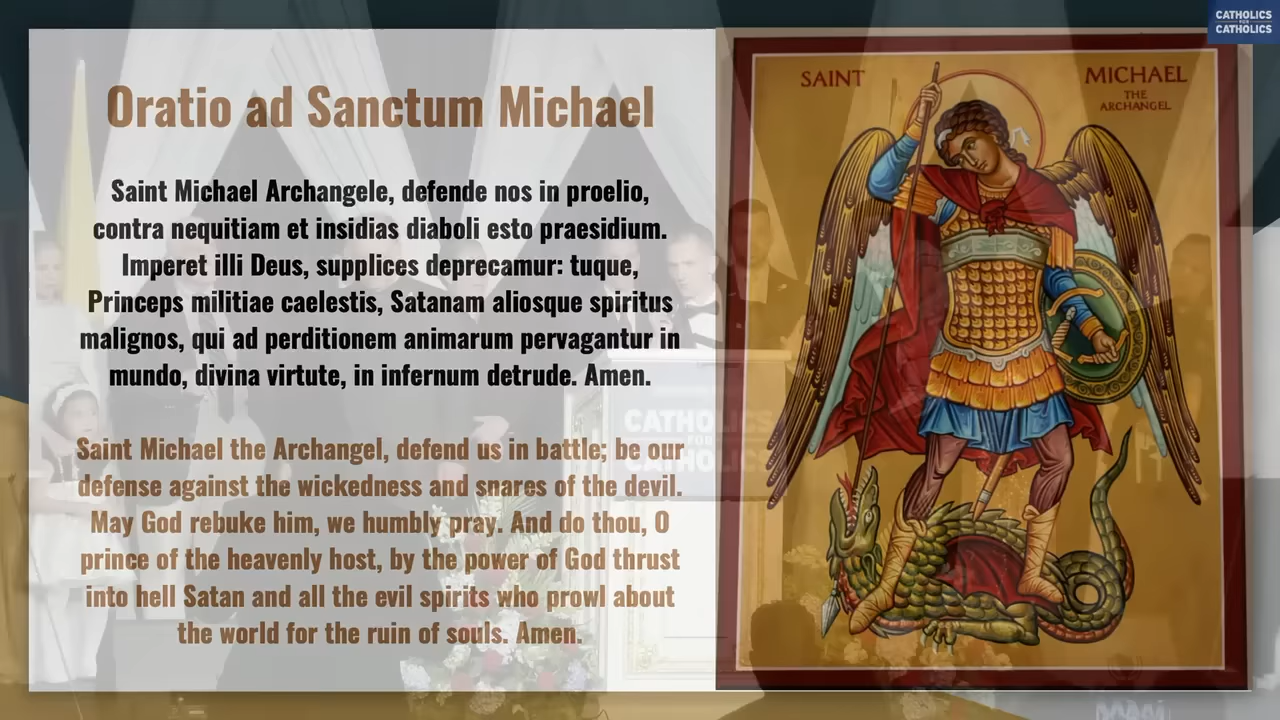 CATHOLICS
FOR
CATHOLICS
Oratio ad Sanctum Michael
Saint Michael Archangele, defende nos in proelio,
contra nequitiam et insidias diaboli esto praesidium.
Imperet illi Deus, supplices deprecamur: tuque,
Princeps militiae caelestis, Satanam aliosque spiritus
malignos, qui ad perditionem animarum pervagantur in
mundo, divina virtute, in infernum detrude. Amen.
Saint Michael the Archangel, defend us in battle; be our
defense against the wickedness and snares of the devil.
May God rebuke him, we humbly pray. And do thou, O
prince of the heavenly host, by the power of God thrust
into hell Satan and all the evil spirits who prowl about
the world for the ruin of souls. Amen.
SAINT
MICHAEL
THE
ARCHANGEL
CATHOLICS
FOR
CATHOLICS